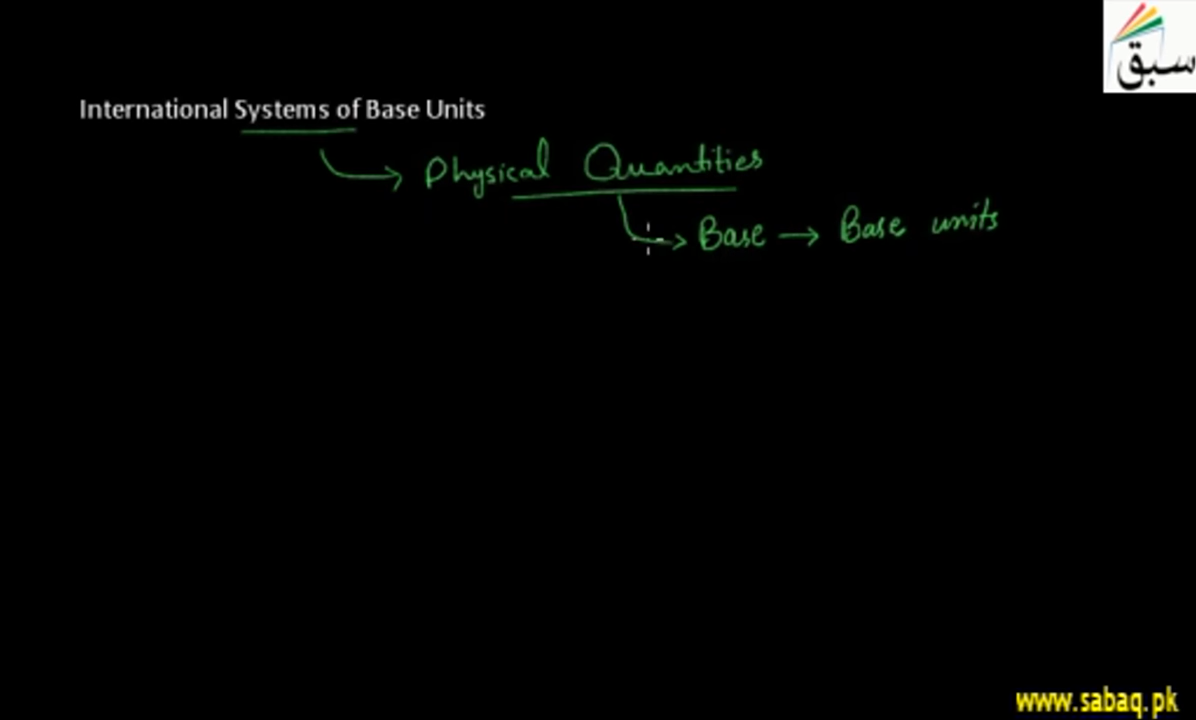 سبق
International Systems of Base Units
→ Physical Quantities
→ Base → Base units
www.sabaq.pk